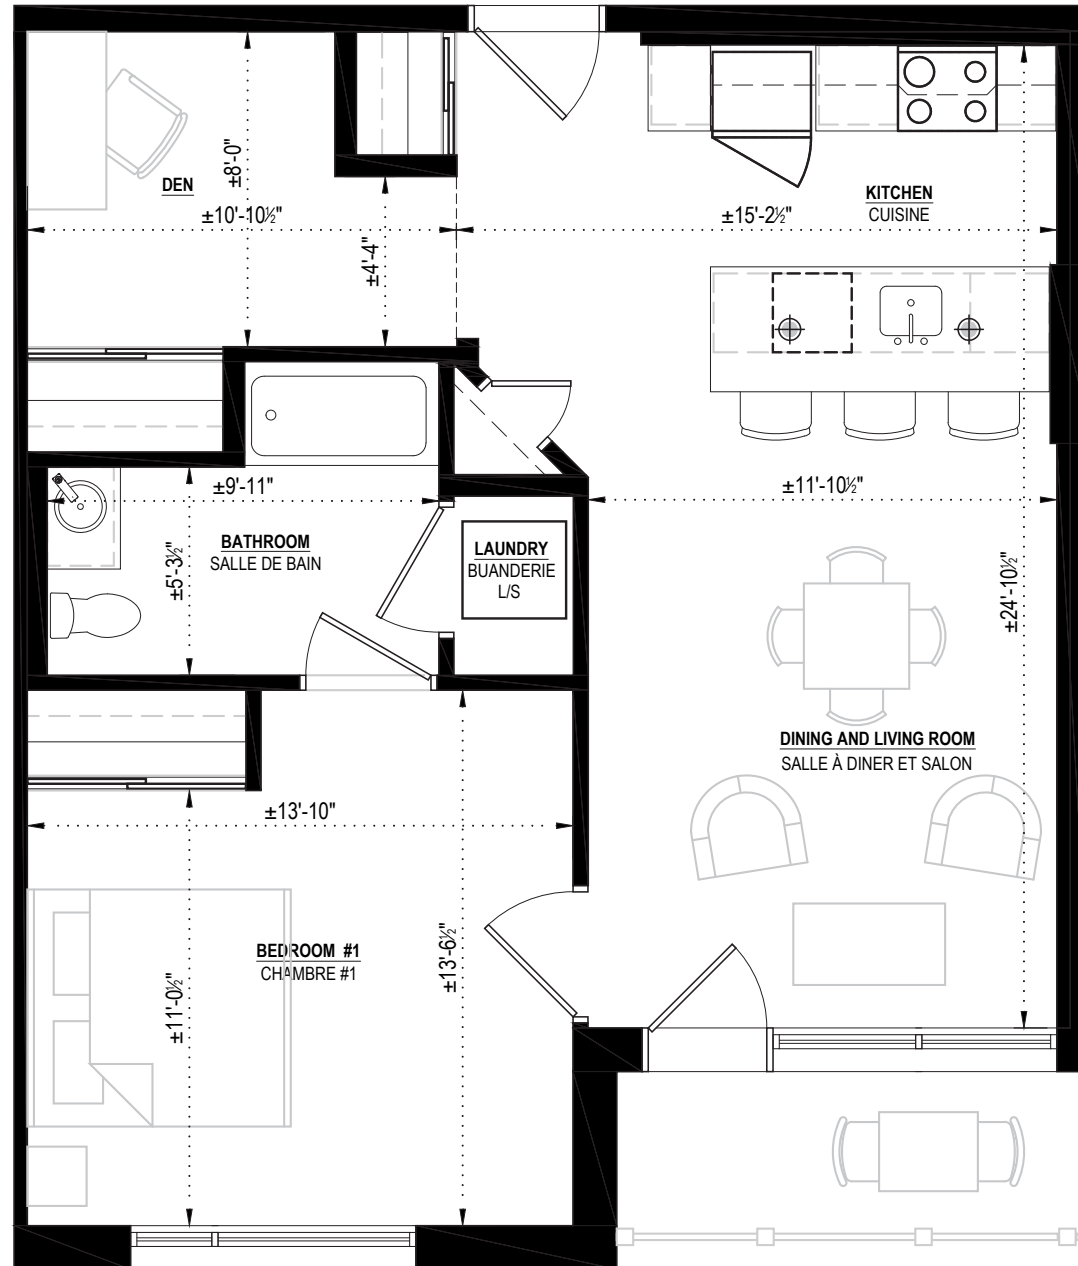 ±8'-0"
DEN
±10'-10½"
±4'-4"
KITCHEN
CUISINE
±15'-2½"
±9'-11"
BATHROOM
SALLE DE BAIN
±5'-3½"
LAUNDRY
BUANDERIE
L/S
±11'-10½"
±24'-10½"
DINING AND LIVING ROOM
SALLE À DINER ET SALON
±13'-10"
BEDROOM #1
CHAMBRE #1
±13'-6½"
±11'-0½"